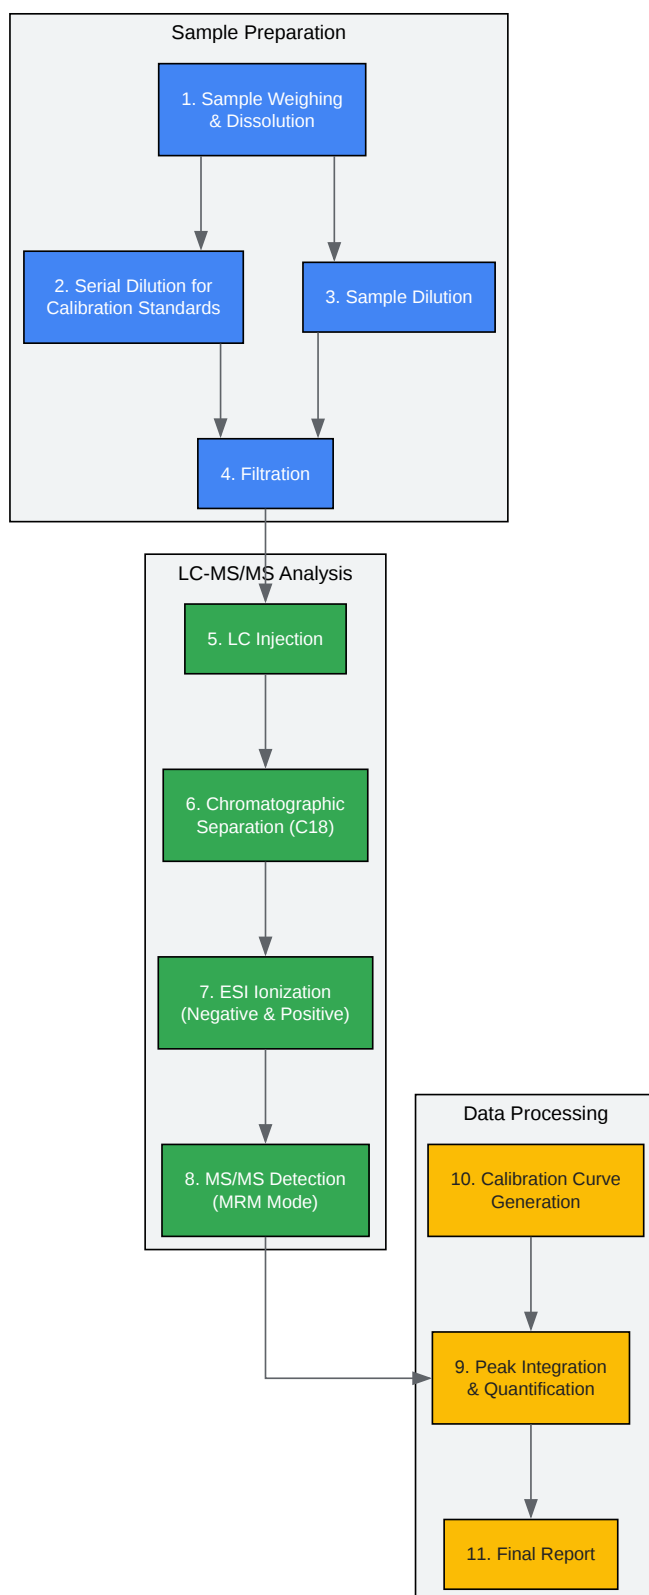 Sample Preparation
1. Sample Weighing
& Dissolution
2. Serial Dilution for
Calibration Standards
3. Sample Dilution
4. Filtration
LC-MS/MS Analysis
5. LC Injection
6. Chromatographic
Separation (C18)
7. ESI Ionization
(Negative & Positive)
8. MS/MS Detection
(MRM Mode)
Data Processing
10. Calibration Curve
Generation
9. Peak Integration
& Quantification
11. Final Report